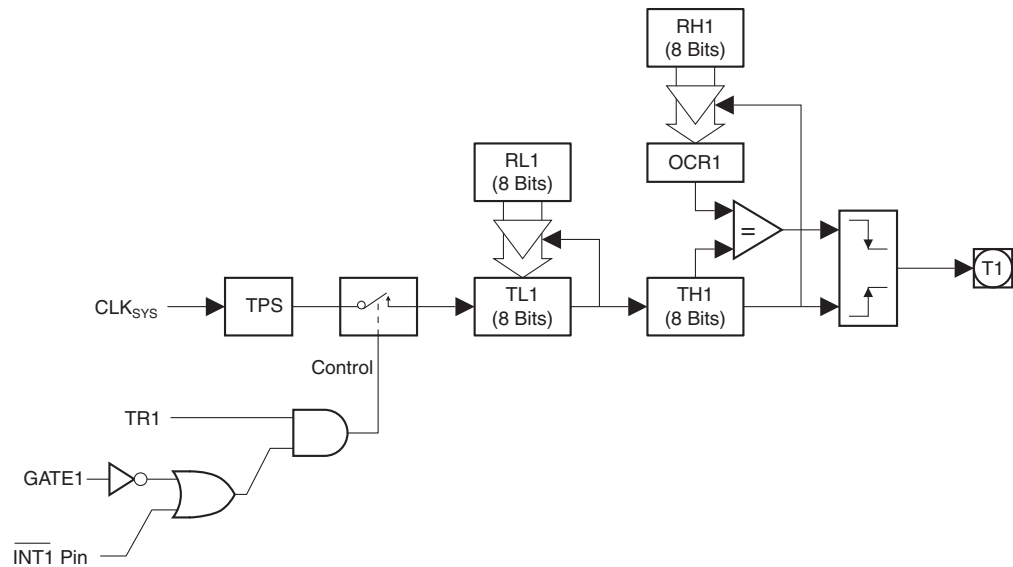 RH1
(8 Bits)
RL1
(8 Bits)
OCR1
=
T1
CLKSYS
TPS
TL1
(8 Bits)
TH1
(8 Bits)
Control
TR1
GATE1
INT1 Pin